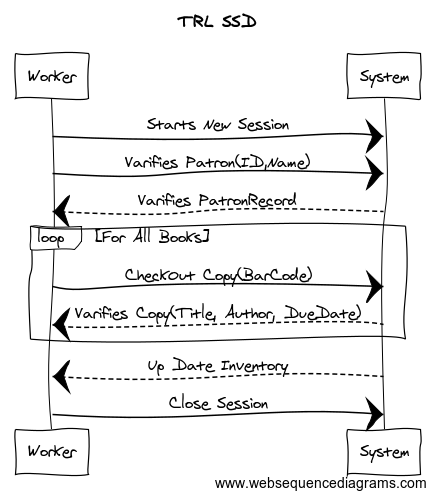 TRL SSD
Worker
System
Starts New Session
Varifies Patron(ID,Name)
Varifies PatronRecord
loop [For All Books]
CheckOut Copy(BarCode)
Varifies Copy(Title, Author, DueDate)
Up Date Inventory
Close Session
Worker
System
www.websequencediagrams.com